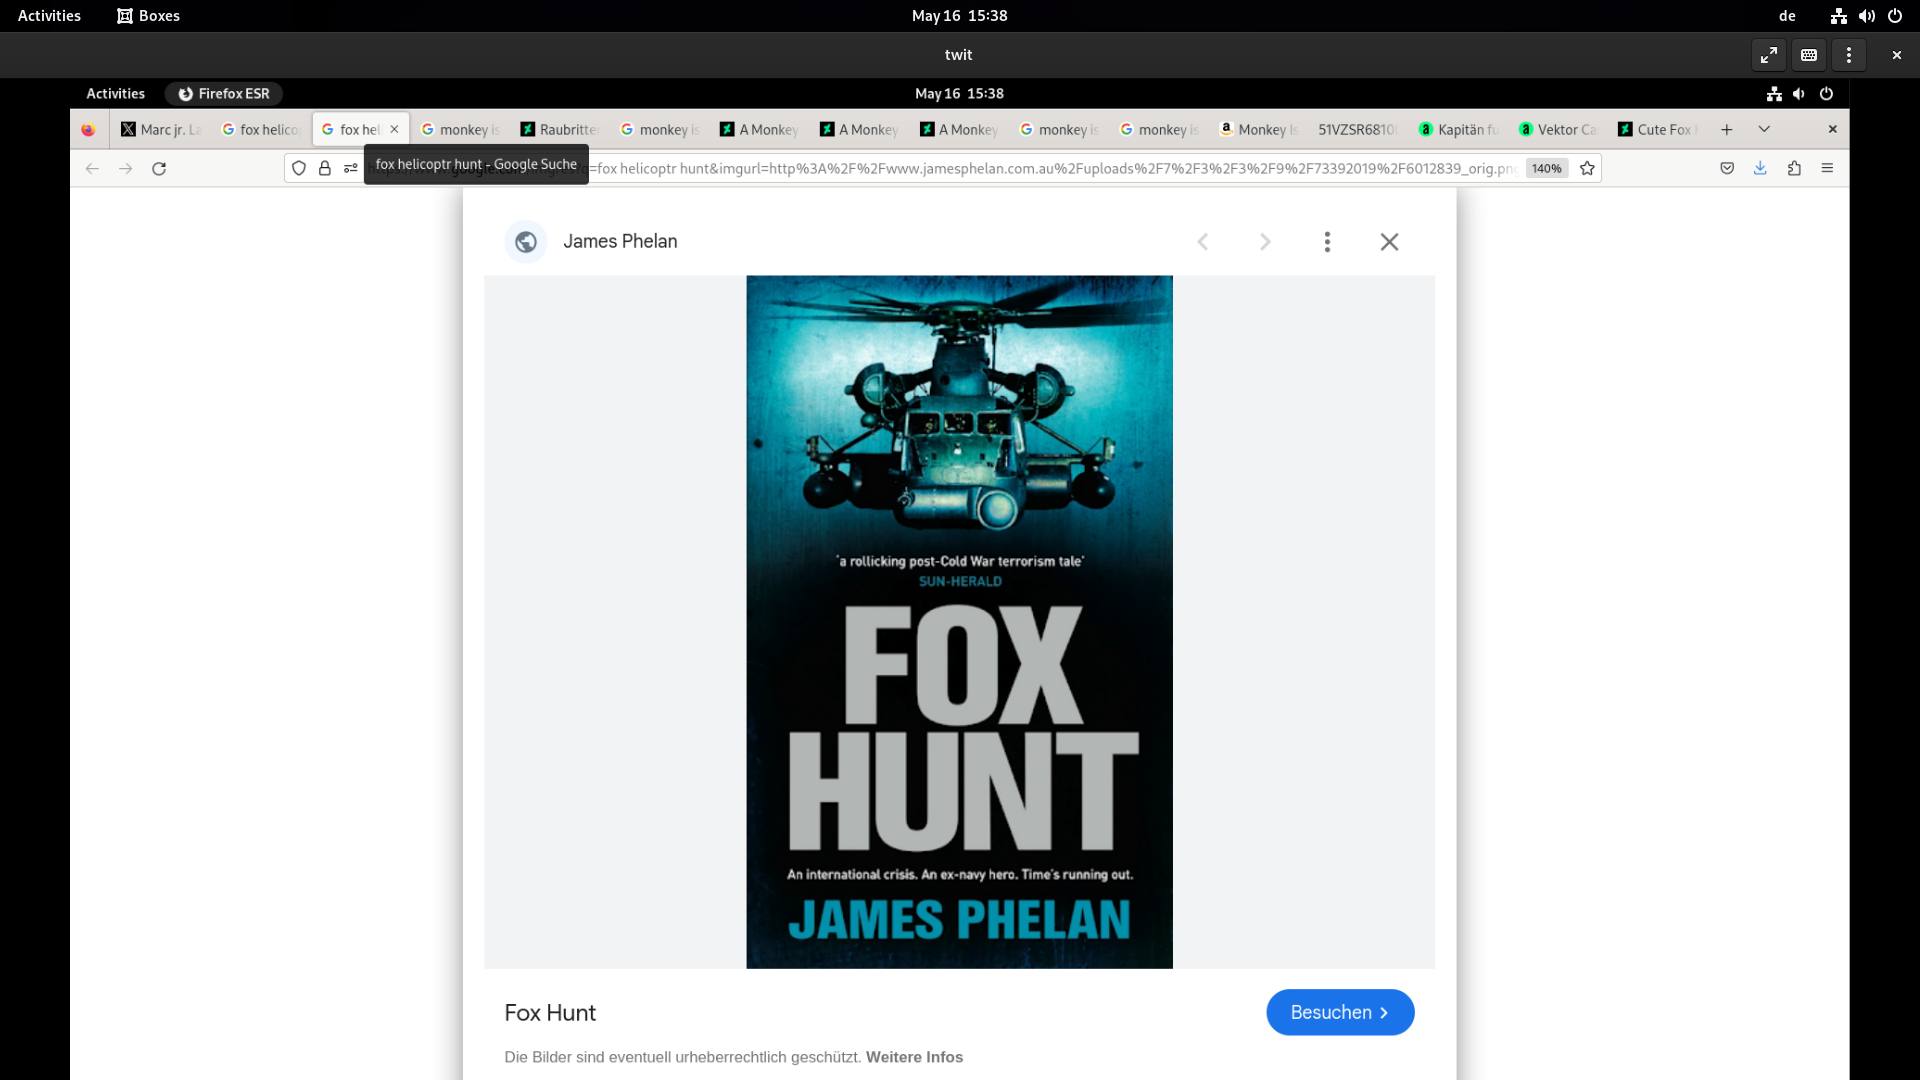 Activities Boxes May 16 15:38 de
twit
Activities Firefox ESR May 16 15:38
Marc jr. La fox helico fox hel monkey is Raubritte monkey is A Monkey A Monkey A Monkey monkey is monkey is Monkey Is 51VZSR6810 Kapitän fu Vektor Ca Cute Fox
fox helicoptr hunt - Google Suche
q=fox helicoptr hunt&imgurl=http%3A%2F%2Fwww.jamesphelan.com.au%2Fuploads%2F7%2F3%2F3%2F9%2F73392019%2F6012839_orig.png 140%
James Phelan
'a rollicking post-Cold War terrorism tale'
SUN-HERALD
FOX
HUNT
An international crisis. An ex-navy hero. Time's running out.
JAMES PHELAN
Fox Hunt
Besuchen
Die Bilder sind eventuell urheberrechtlich geschützt. Weitere Infos